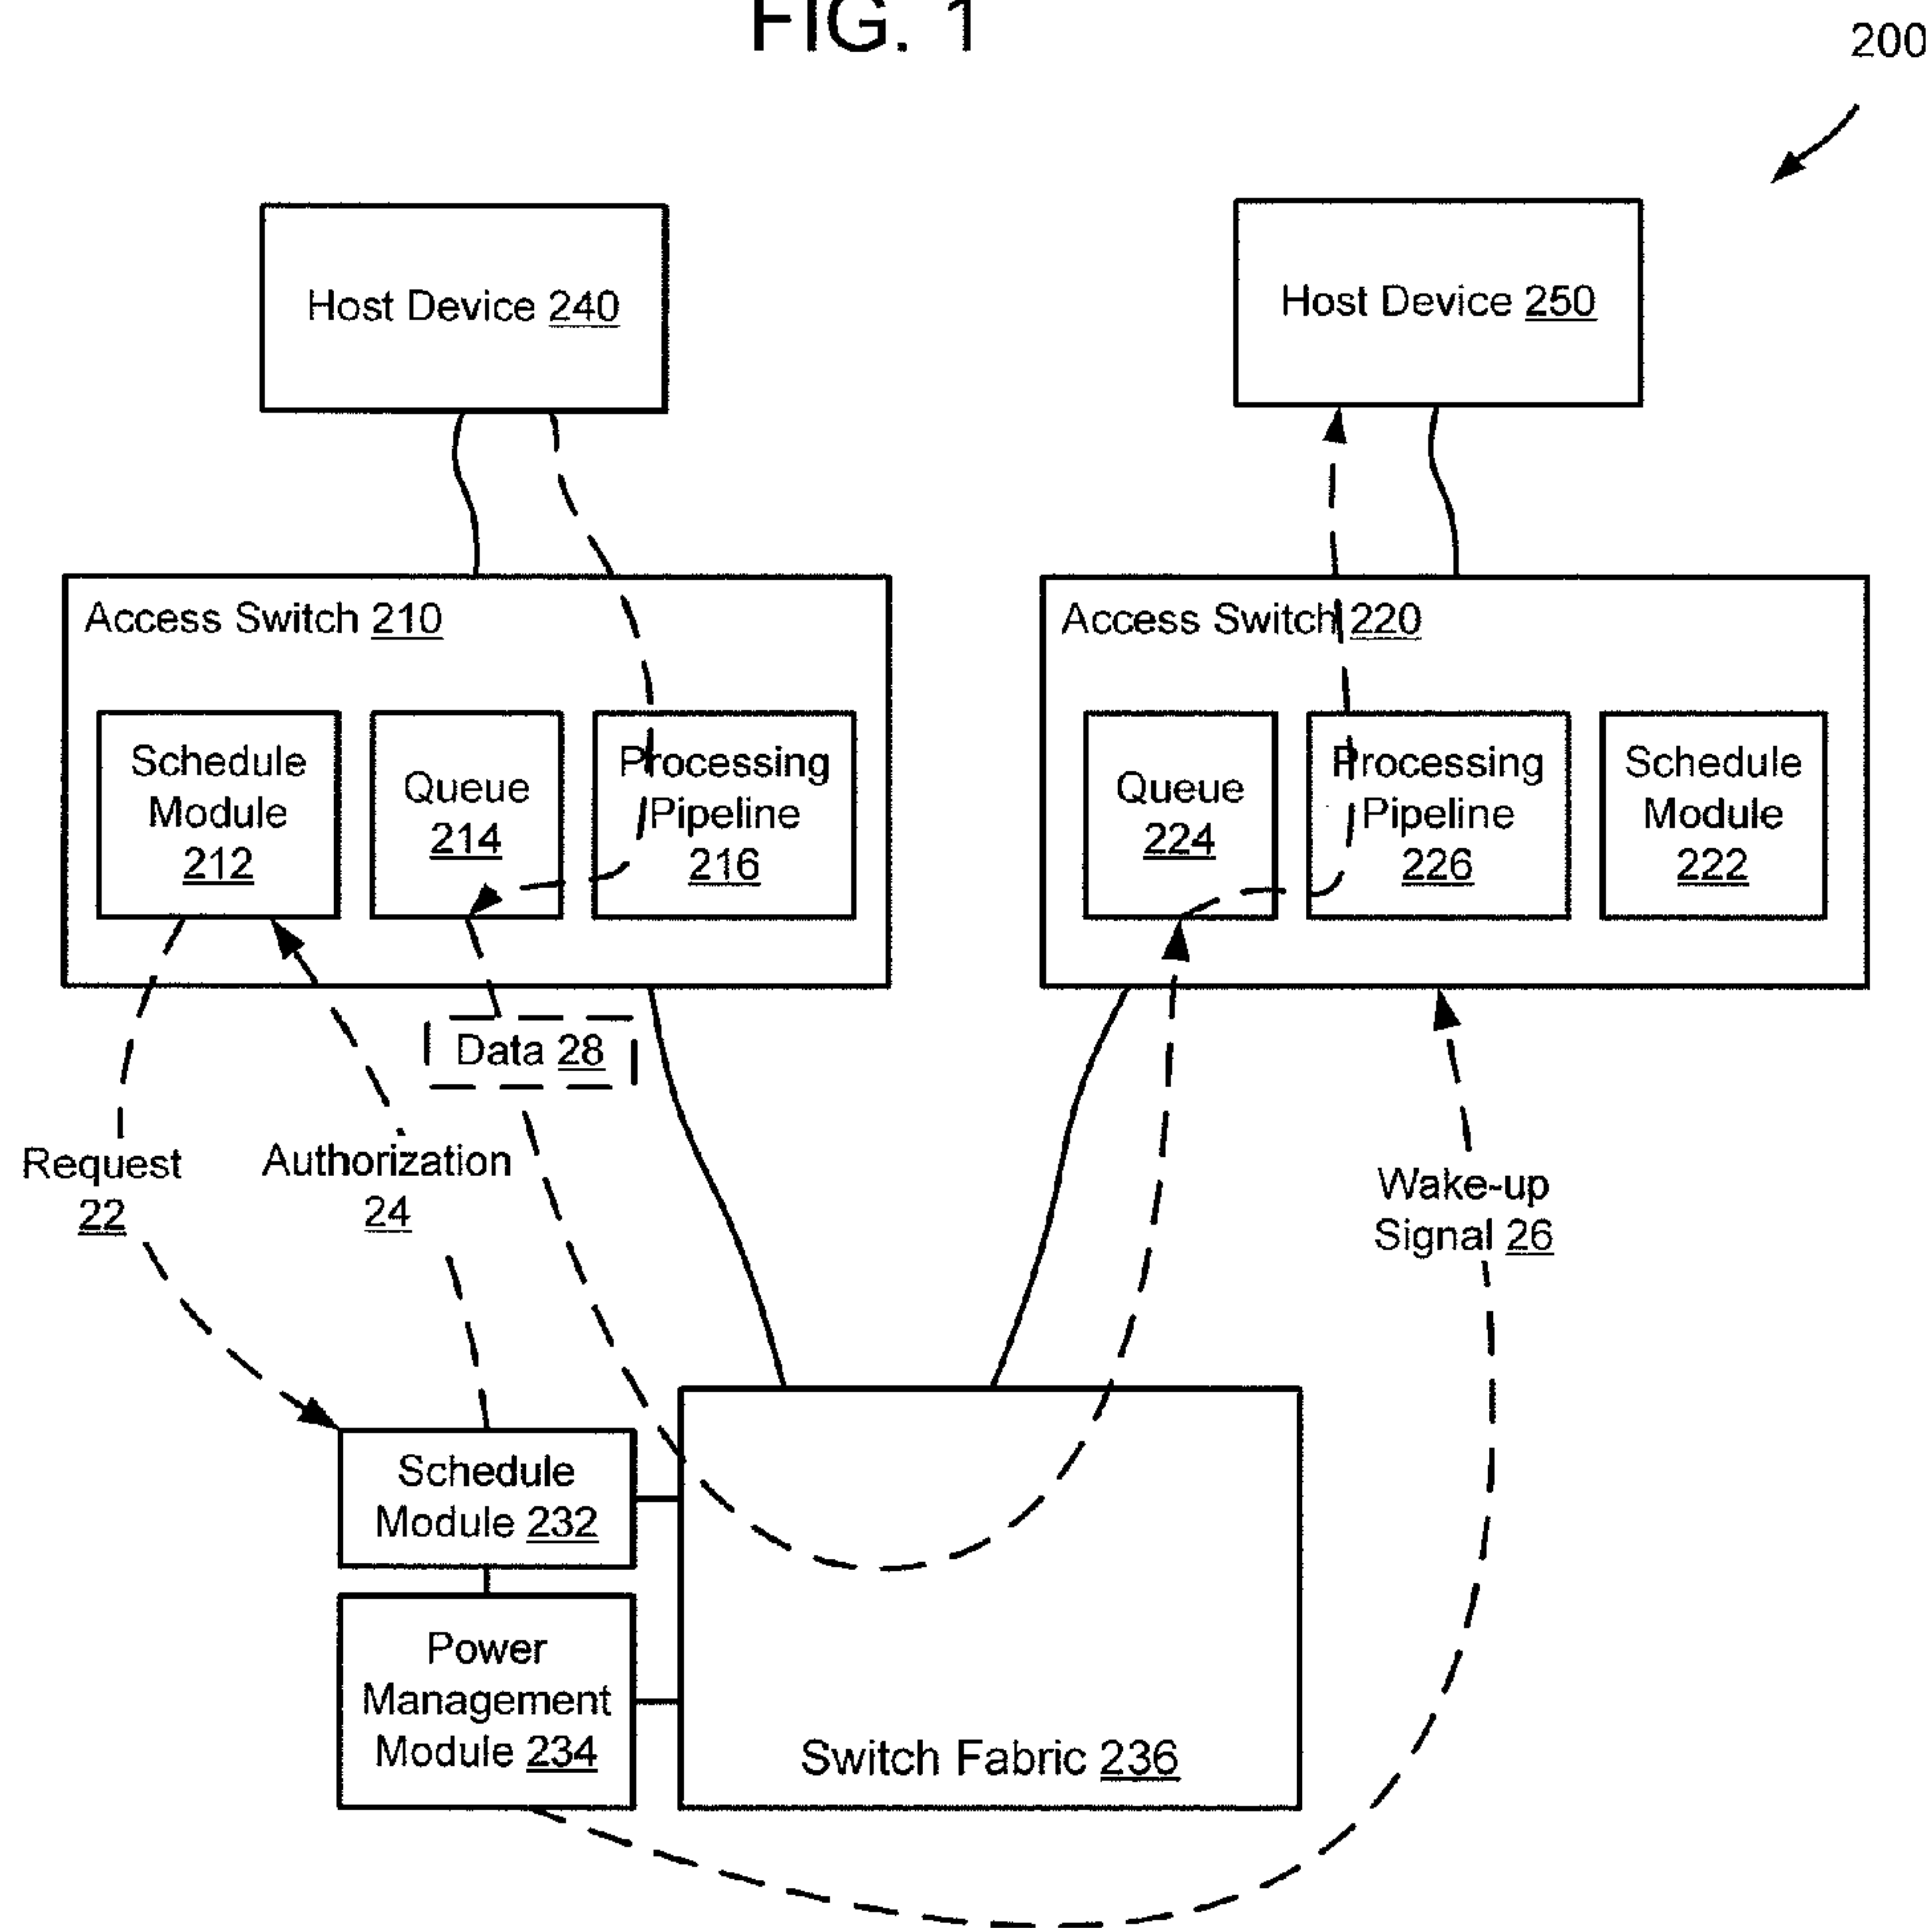 FIG. 1
200
Host Device 240
Host Device 250
Access Switch 210
Access Switch 220
Schedule
Module
212
Queue
214
Processing
Pipeline
216
Queue
224
Processing
Pipeline
226
Schedule
Module
222
Data 28
Request
22
Authorization
24
Wake-up
Signal 26
Schedule
Module 232
Power
Management
Module 234
Switch Fabric 236